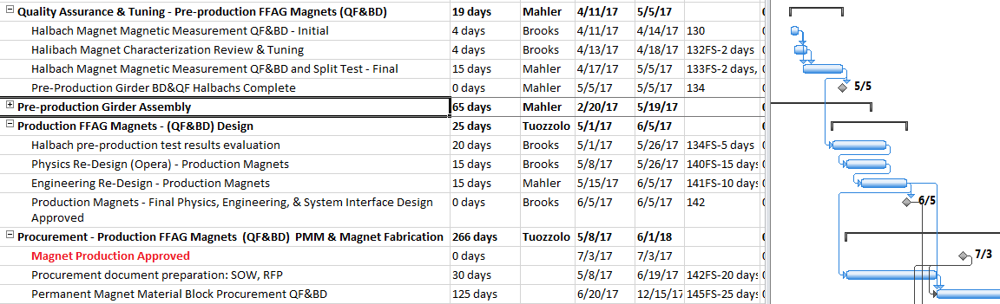 Quality Assurance & Tuning - Pre-production FFAG Magnets (QF&BD) 19 days Mahler 4/11/17 5/5/17
Halbach Magnet Magnetic Measurement QF&BD - Initial 4 days Brooks 4/11/17 4/14/17 130
Halibach Magnet Characterization Review & Tuning 4 days Brooks 4/13/17 4/18/17 132FS-2 days
Halbach Magnet Magnetic Measurement QF&BD and Split Test - Final 15 days Mahler 4/17/17 5/5/17 133FS-2 days,
Pre-Production Girder BD&QF Halbachs Complete 0 days Mahler 5/5/17 5/5/17 134 5/5
Pre-production Girder Assembly 65 days Mahler 2/20/17 5/19/17
Production FFAG Magnets - (QF&BD) Design 25 days Tuozzolo 5/1/17 6/5/17
Halbach pre-production test results evaluation 20 days Brooks 5/1/17 5/26/17 134FS-5 days
Physics Re-Design (Opera) - Production Magnets 15 days Brooks 5/8/17 5/26/17 140FS-15 days
Engineering Re-Design - Production Magnets 15 days Mahler 5/15/17 6/5/17 141FS-10 days
Production Magnets - Final Physics, Engineering, & System Interface Design 0 days Brooks 6/5/17 6/5/17 142 6/5
Approved
Procurement - Production FFAG Magnets (QF&BD) PMM & Magnet Fabrication 266 days Tuozzolo 5/8/17 6/1/18
Magnet Production Approved 0 days 7/3/17 7/3/17 7/3
Procurement document preparation: SOW, RFP 30 days 5/8/17 6/19/17 142FS-20 days
Permanent Magnet Material Block Procurement QF&BD 125 days 6/20/17 12/15/17 145FS-25 days